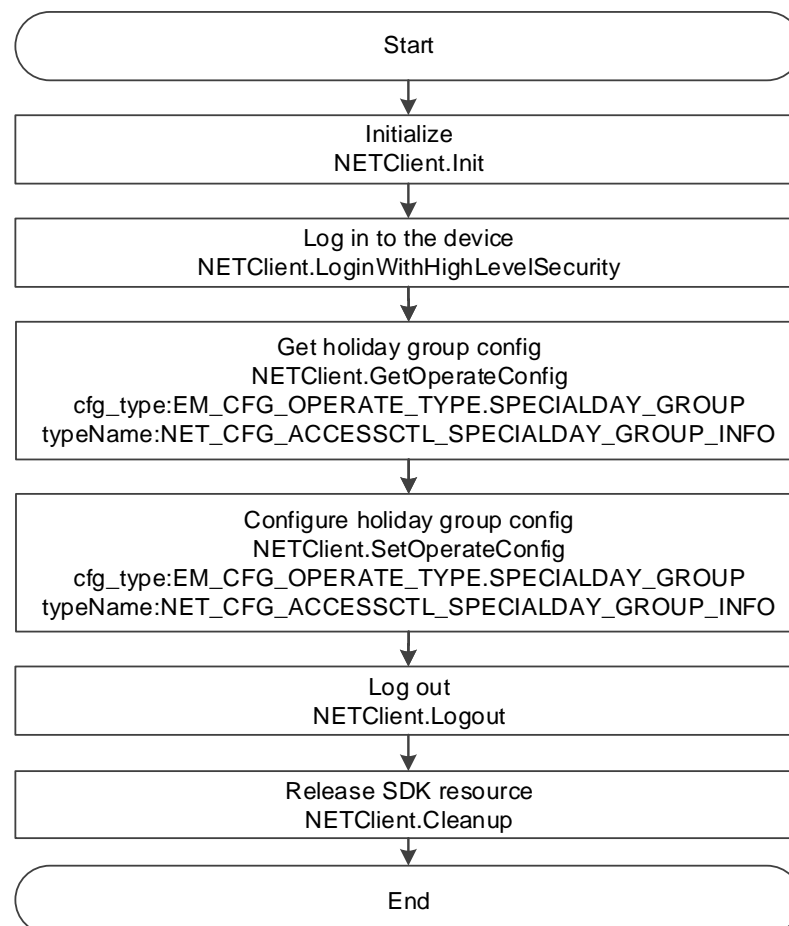 Start
Initialize
NETClient.Init
Log in to the device
NETClient.LoginWithHighLevelSecurity
Get holiday group config
NETClient.GetOperateConfig
cfg_type:EM_CFG_OPERATE_TYPE.SPECIALDAY_GROUP
typeName:NET_CFG_ACCESSCTL_SPECIALDAY_GROUP_INFO
Configure holiday group config
NETClient.SetOperateConfig
cfg_type:EM_CFG_OPERATE_TYPE.SPECIALDAY_GROUP
typeName:NET_CFG_ACCESSCTL_SPECIALDAY_GROUP_INFO
Log out
NETClient.Logout
Release SDK resource
NETClient.Cleanup
End